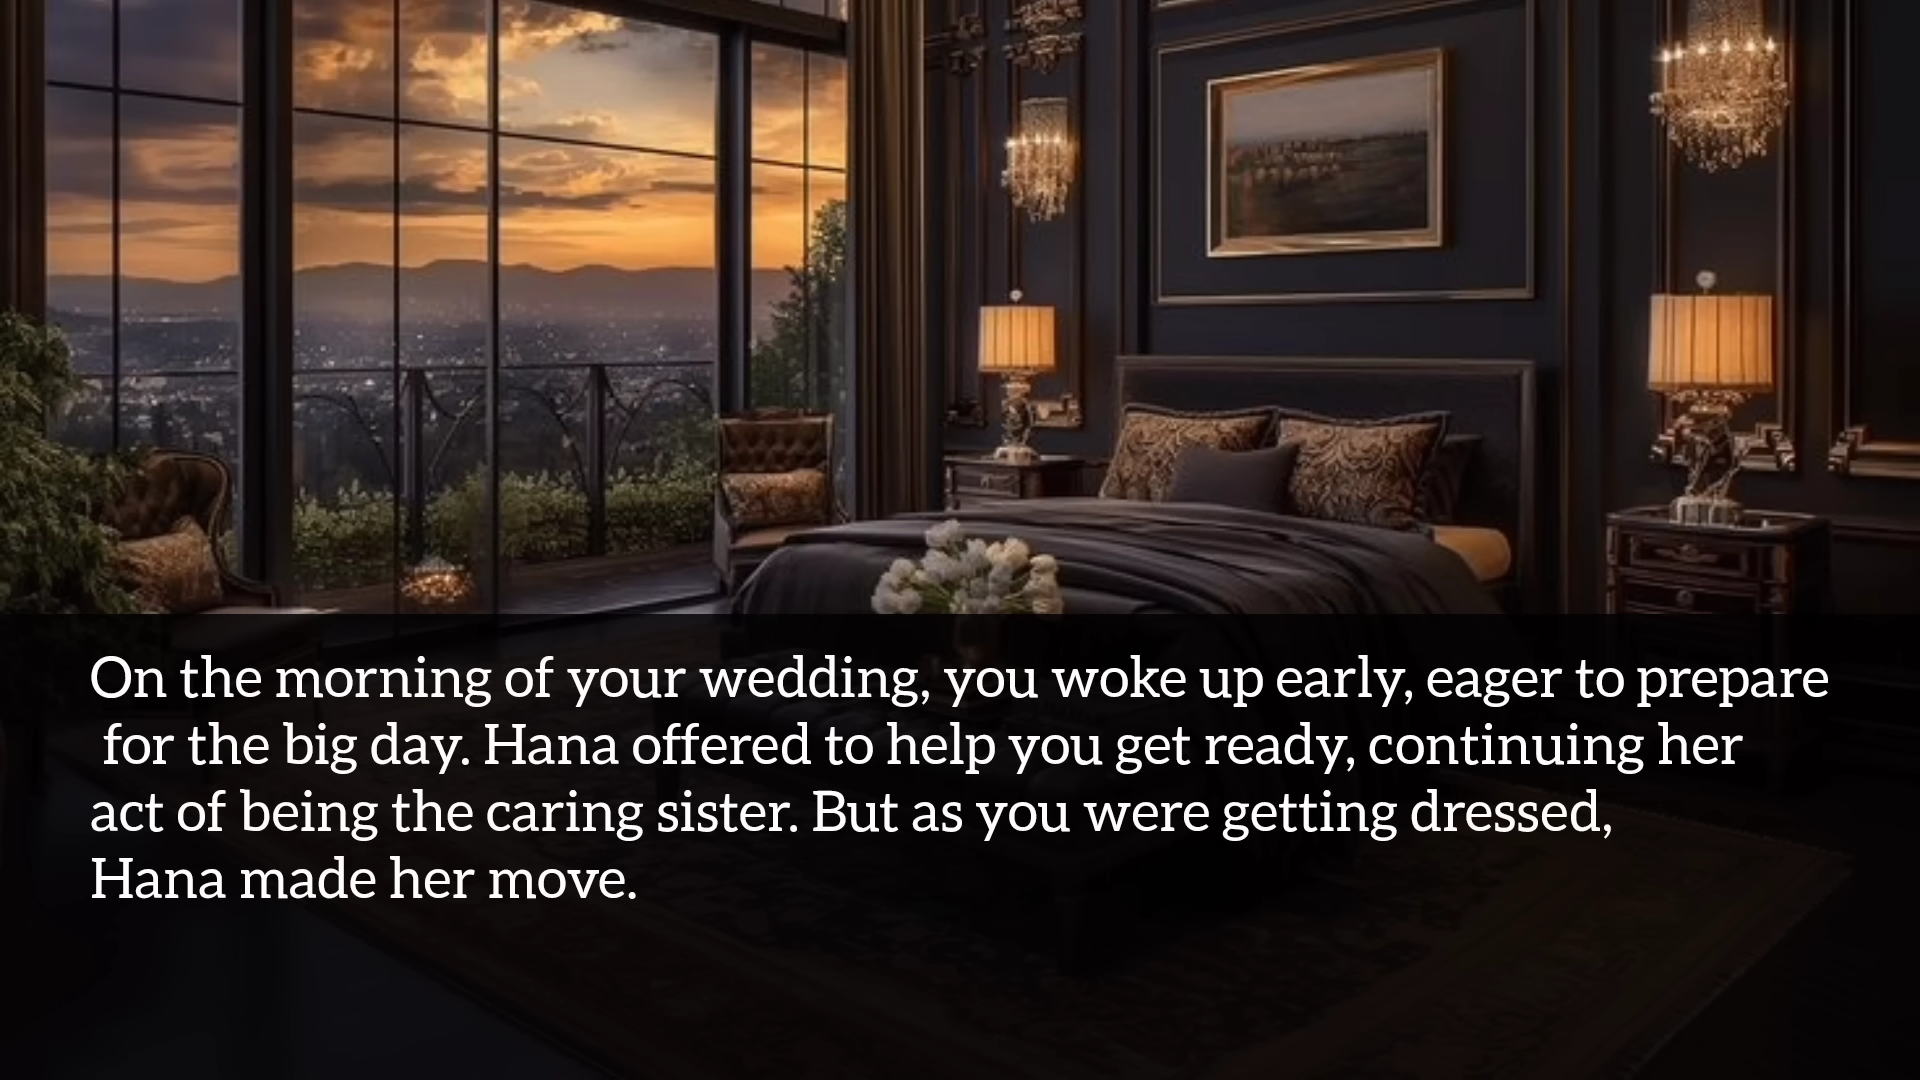 On the morning of your wedding, you woke up early, eager to prepare
for the big day. Hana offered to help you get ready, continuing her
act of being the caring sister. But as you were getting dressed,
Hana made her move.